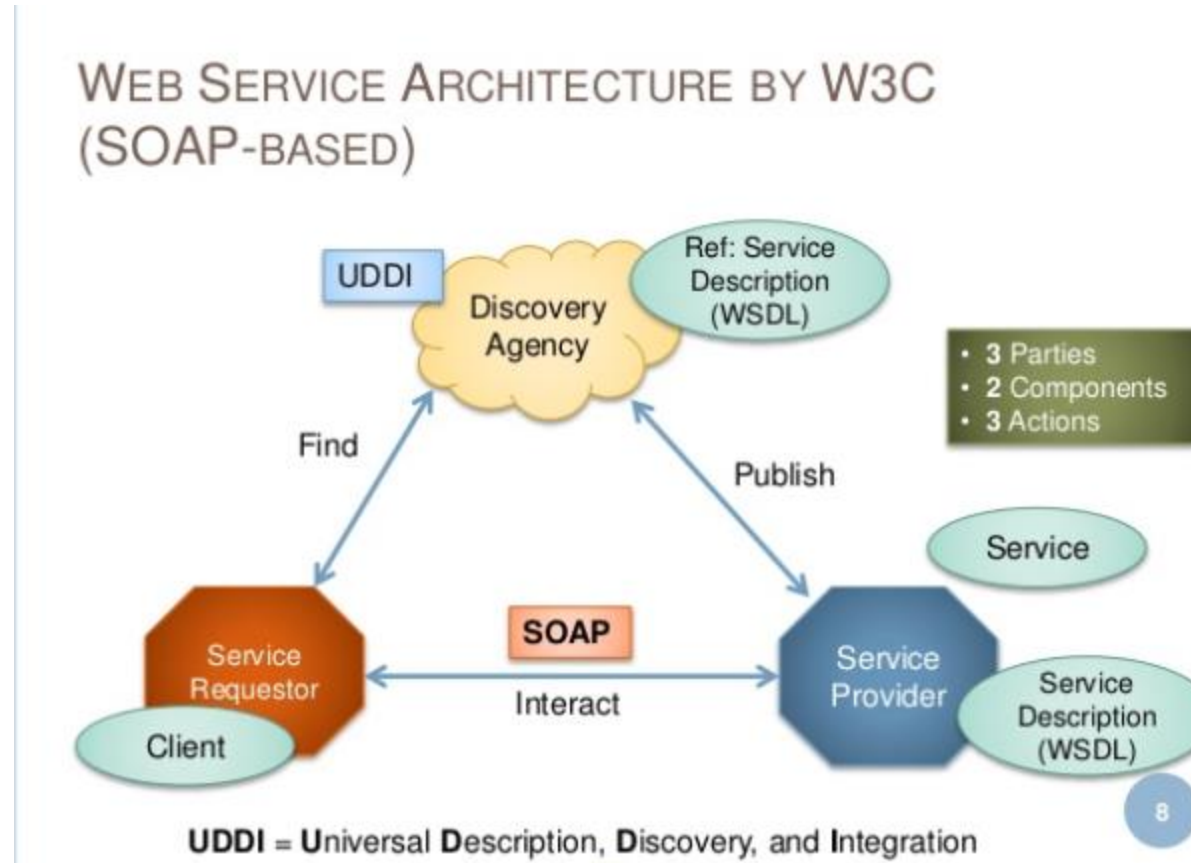 WEB SERVICE ARCHITECTURE BY W3C
(SOAP-BASED)
UDDI
Discovery
Agency
Ref: Service
Description
(WSDL)
• 3 Parties
• 2 Components
• 3 Actions
Find
Publish
Service
Service
Requestor
Client
SOAP
Interact
Service
Provider
Service
Description
(WSDL)
8
UDDI = Universal Description, Discovery, and Integration